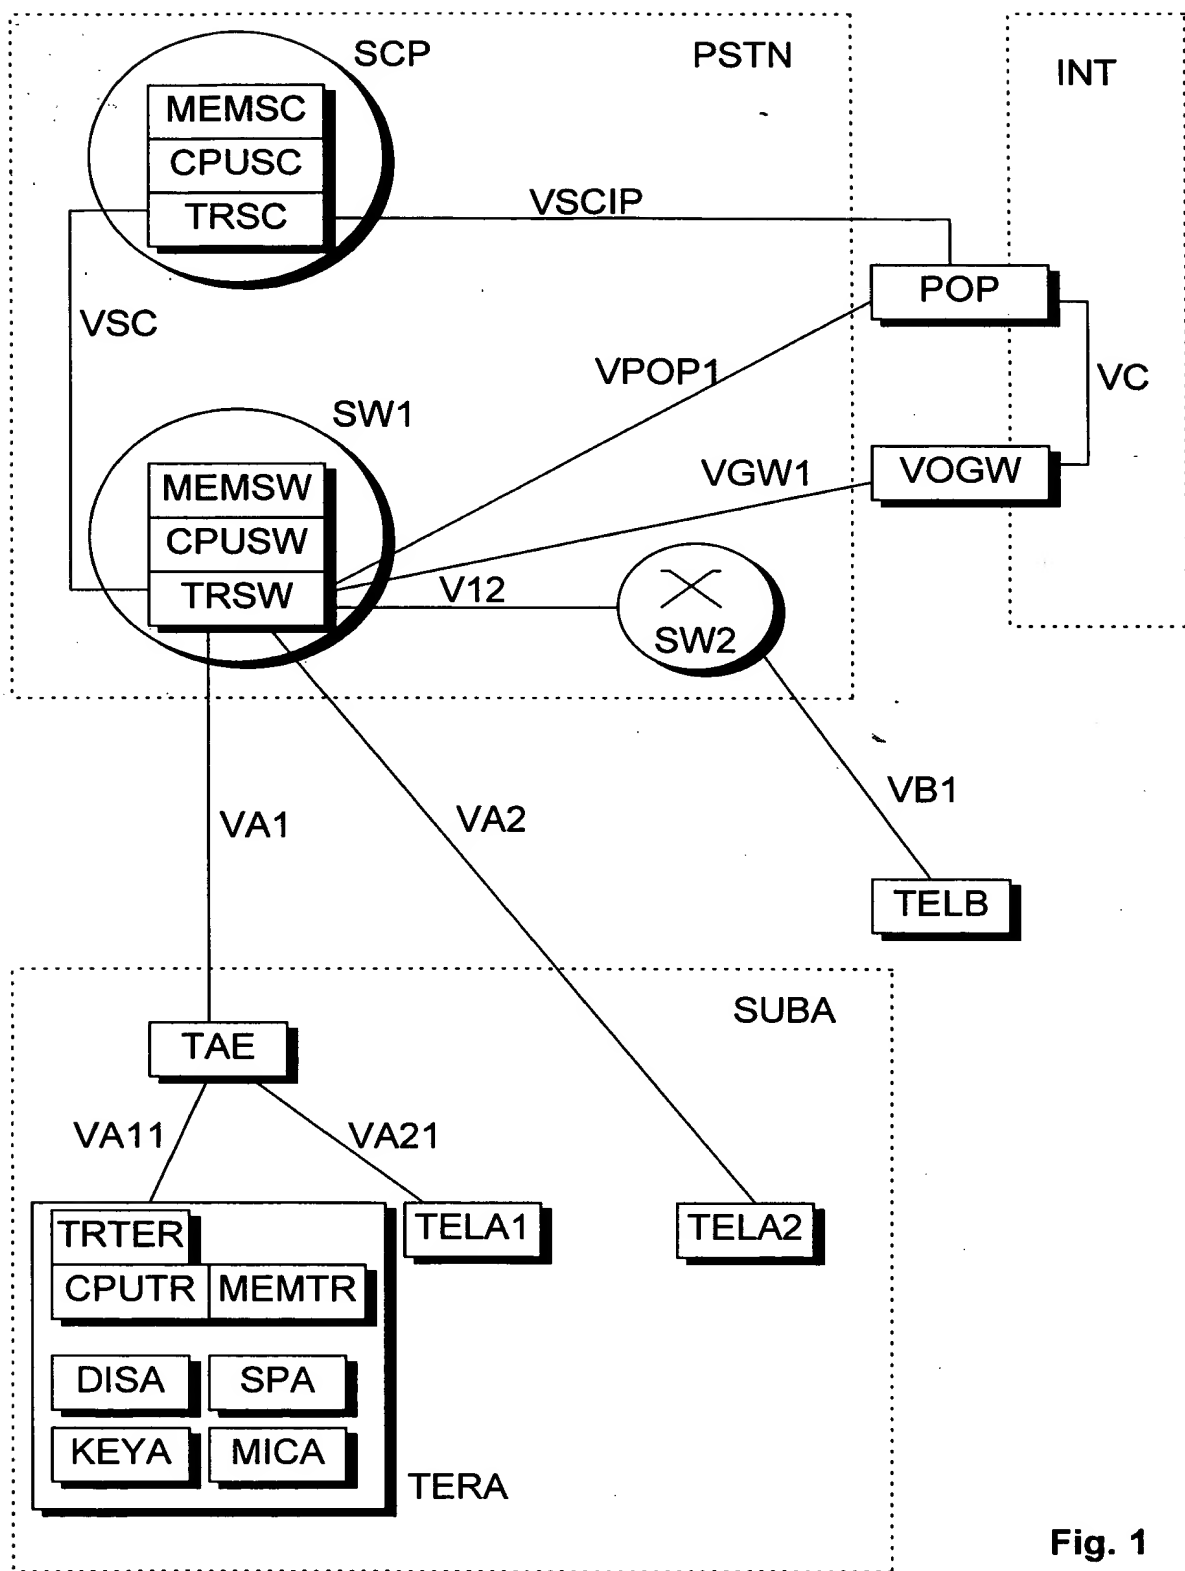 SCP
PSTN
INT
MEMSC
CPUSC
TRSC
VSCIP
POP
VSC
VPOP1
VC
SW1
VGW1
VOGW
MEMSW
CPUSW
TRSW
V12
SW2
VA1
VA2
VB1
TELB
SUBA
TAE
VA11
VA21
TRTER
TELA1
TELA2
CPUTR
MEMTR
DISA
SPA
KEYA
MICA
TERA
Fig. 1